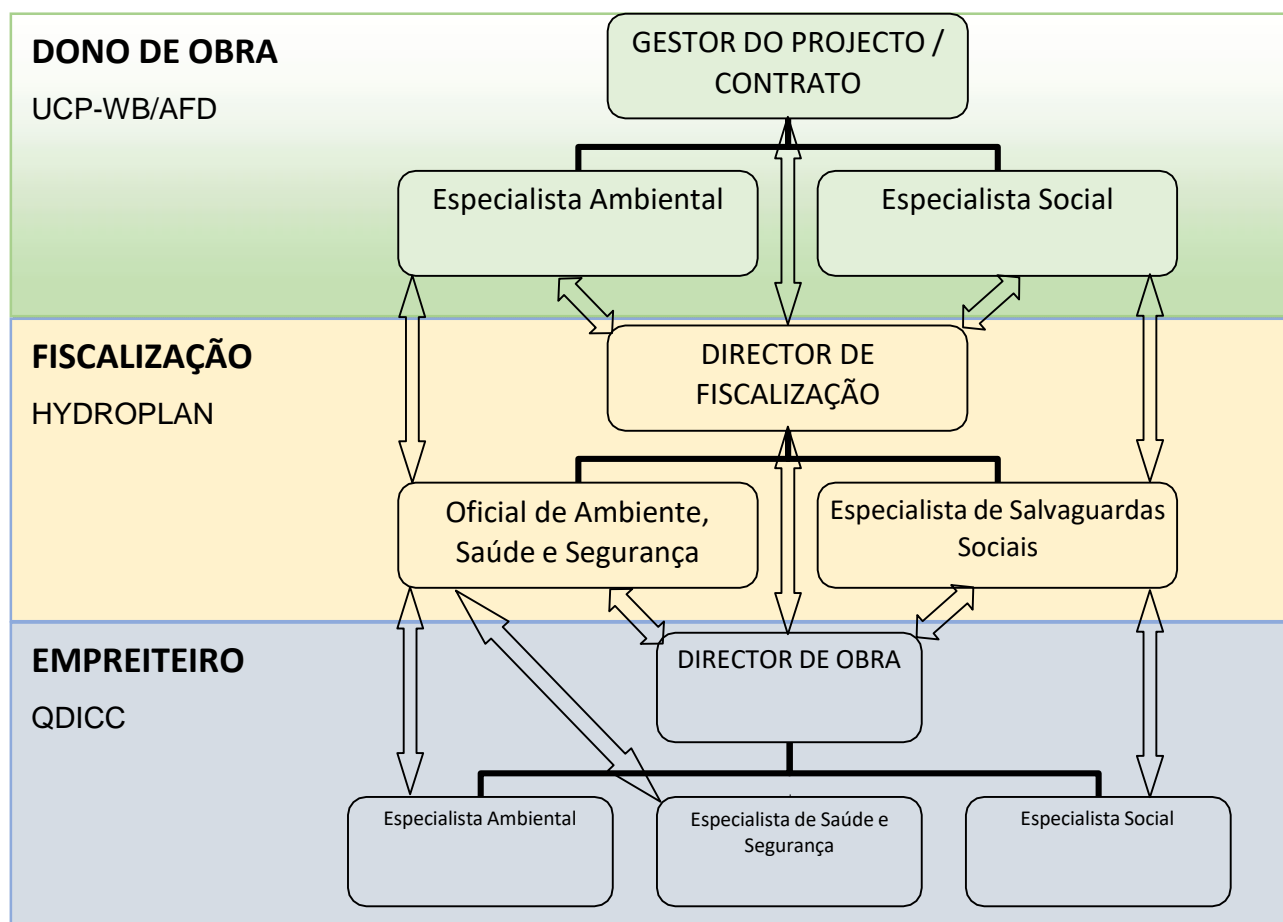 DONO DE OBRA
UCP-WB/AFD
GESTOR DO PROJECTO /
CONTRATO
Especialista Ambiental
Especialista Social
FISCALIZAÇÃO
HYDROPLAN
DIRECTOR DE
FISCALIZAÇÃO
Oficial de Ambiente,
Saúde e Segurança
Especialista de Salvaguardas
Sociais
EMPREITEIRO
QDICC
DIRECTOR DE OBRA
Especialista Ambiental
Especialista de Saúde e
Segurança
Especialista Social